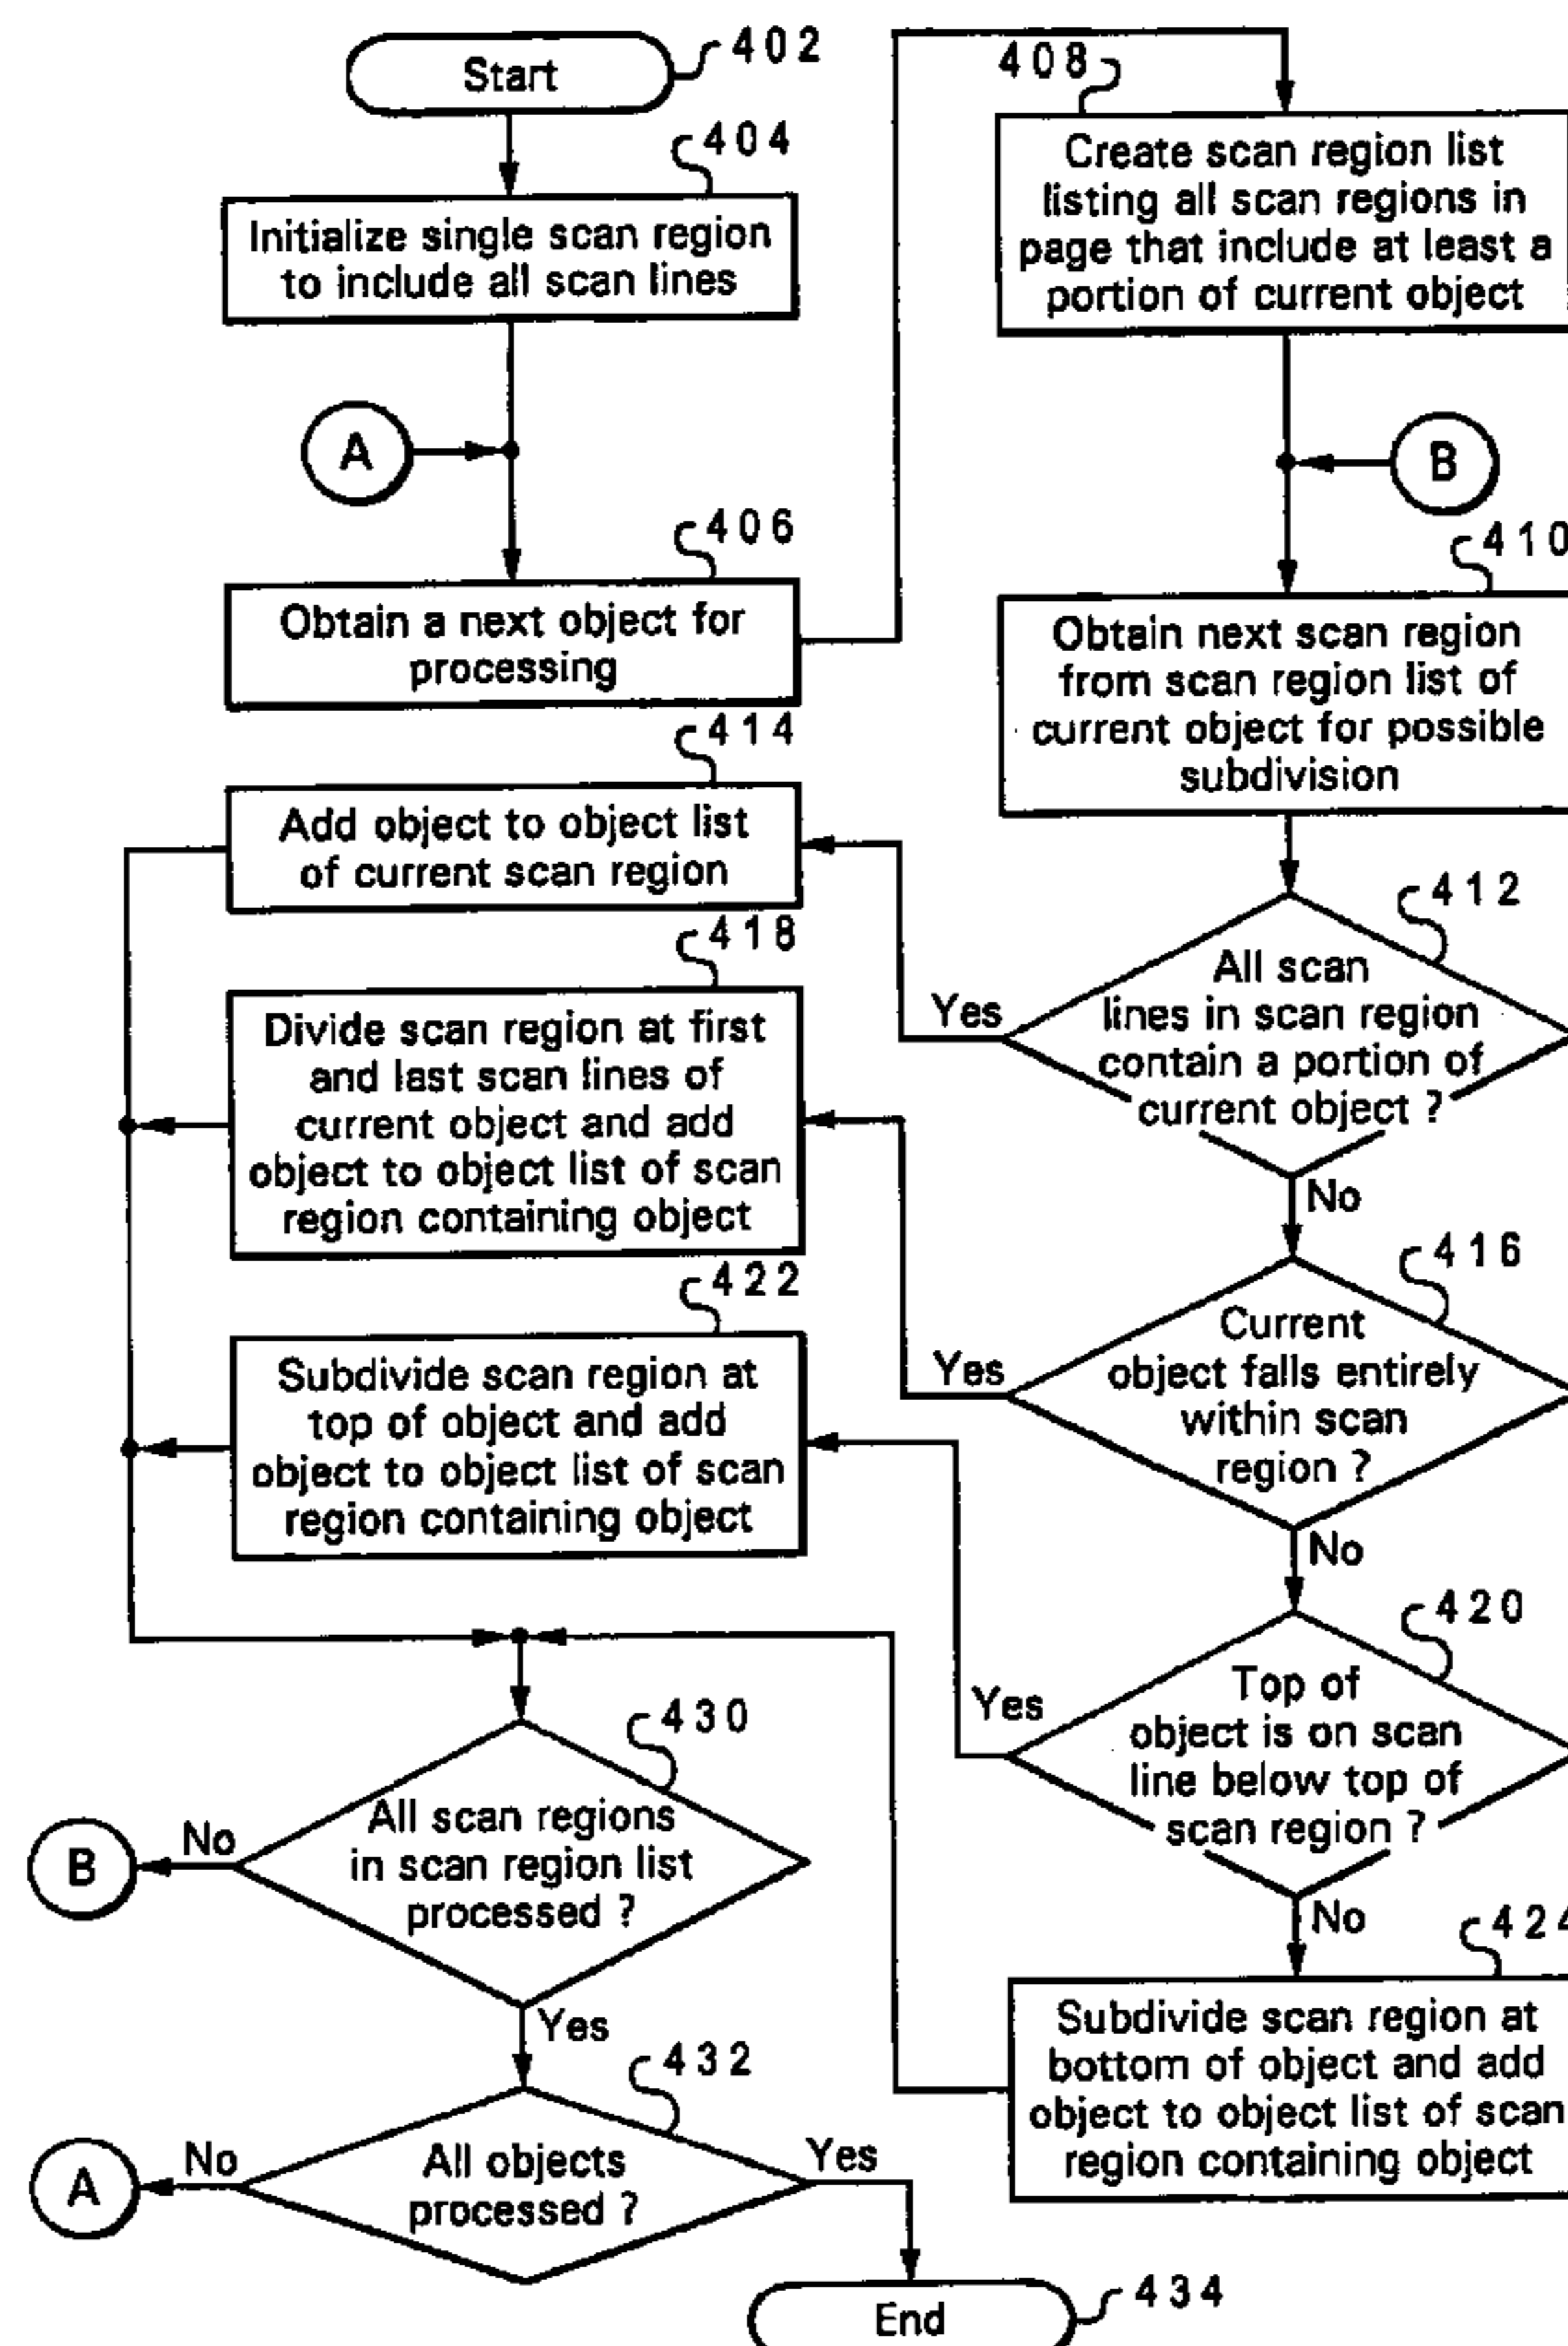 Start
402
404
Initialize single scan region
to include all scan lines
A
406
Obtain a next object for
processing
408
Create scan region list
listing all scan regions in
page that include at least a
portion of current object
B
410
Obtain next scan region
from scan region list of
current object for possible
subdivision
412
All scan
lines in scan region
contain a portion of
current object ?
Yes
No
414
Add object to object list
of current scan region
416
Current
object falls entirely
within scan
region ?
Yes
No
418
Divide scan region at first
and last scan lines of
current object and add
object to object list of scan
region containing object
420
Top of
object is on scan
line below top of
scan region ?
Yes
No
422
Subdivide scan region at
top of object and add
object to object list of scan
region containing object
424
Subdivide scan region at
bottom of object and add
object to object list of scan
region containing object
430
All scan regions
in scan region list
processed ?
No
B
Yes
432
All objects
processed ?
No
A
Yes
End
434